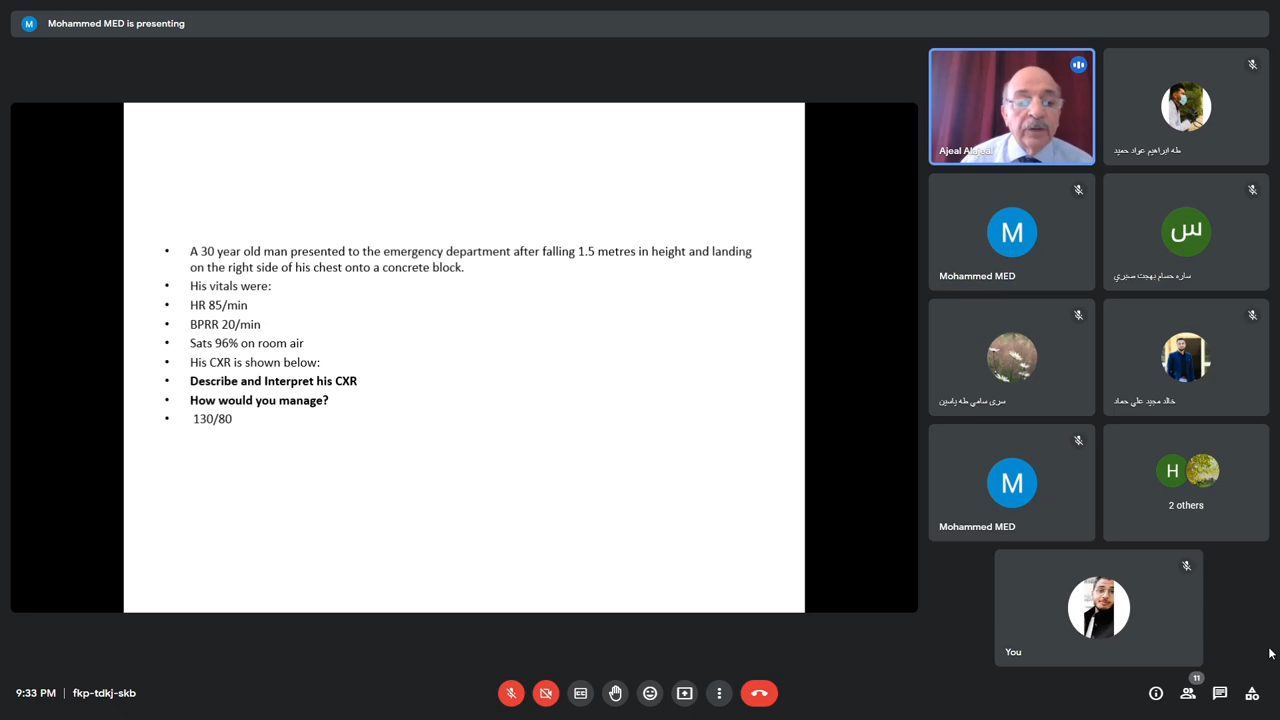 M Mohammed MED is presenting
• A 30 year old man presented to the emergency department after falling 1.5 metres in height and landing
on the right side of his chest onto a concrete block.
• His vitals were:
• HR 85/min
• BPRR 20/min
• Sats 96% on room air
• His CXR is shown below:
• Describe and Interpret his CXR
• How would you manage?
• 130/80
طه ابراهيم عواد حميد
M
Mohammed MED
س
ساره حسام بهجت صدري
سرى سامي طه ياسين
خالد مجيد علي حماد
M
Mohammed MED
H
2 others
You
9:33 PM | fkp-tdkj-skb
11